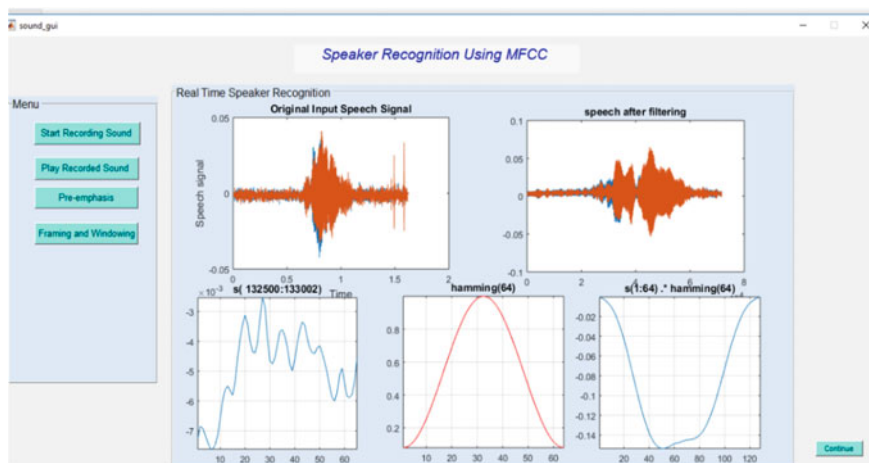 sound_gui
Speaker Recognition Using MFCC
Menu
Start Recording Sound
Play Recorded Sound
Pre-emphasis
Framing and Windowing
Real Time Speaker Recognition
Original Input Speech Signal
0.05
0
-0.05
Speech signal
0 0.5 1 1.5 2
Time
speech after filtering
0.1
0.05
0
-0.05
-0.1
0 2 4 6 8
s( 132500:133002)
×10⁻³
-3
-4
-5
-6
-7
10 20 30 40 50 60
hamming(64)
0.8
0.6
0.4
0.2
10 20 30 40 50 60
s(1:64) .* hamming(64)
-0.02
-0.04
-0.06
-0.08
-0.1
-0.12
-0.14
20 40 60 80 100 120
Continue